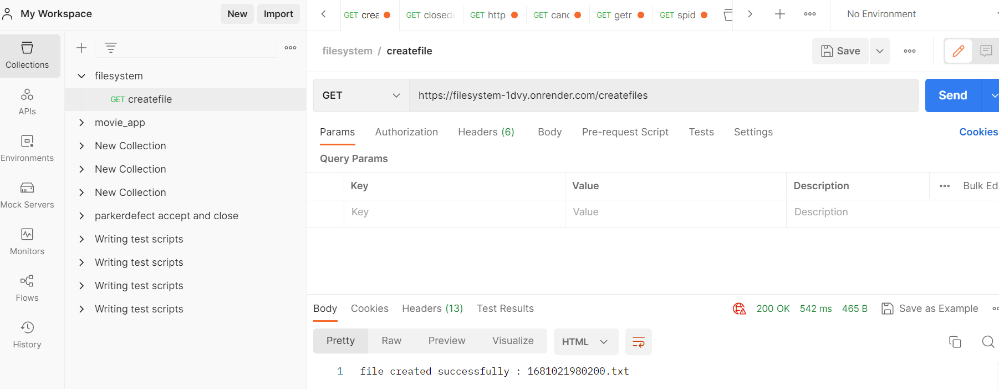 My Workspace
New
Import
GET crea
GET closede
GET http
GET canc
GET getr
GET spid
No Environment
Collections
APIs
Environments
Mock Servers
Monitors
Flows
History
filesystem
GET createfile
movie_app
New Collection
New Collection
New Collection
parkerdefect accept and close
Writing test scripts
Writing test scripts
Writing test scripts
Writing test scripts
filesystem / createfile
Save
GET
https://filesystem-1dvy.onrender.com/createfiles
Send
Params Authorization Headers (6) Body Pre-request Script Tests Settings Cookies
Query Params
Key Value Description Bulk Ed
Key Value Description
Body Cookies Headers (13) Test Results 200 OK 542 ms 465 B Save as Example
Pretty Raw Preview Visualize HTML
1 file created successfully : 1681021980200.txt